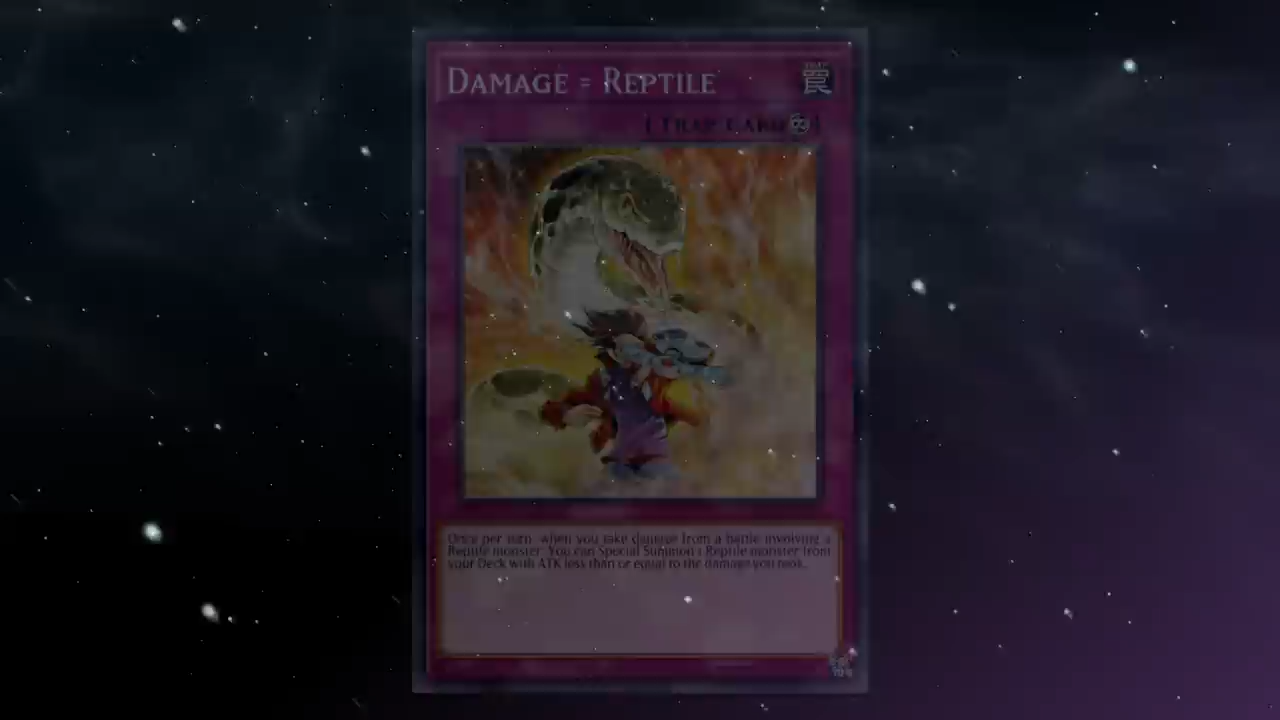 DAMAGE = REPTILE
罠
[TRAP CARD]
Once per turn, when you take damage from a battle involving a
Reptile monster: You can Special Summon 1 Reptile monster from
your Deck with ATK less than or equal to the damage you took.